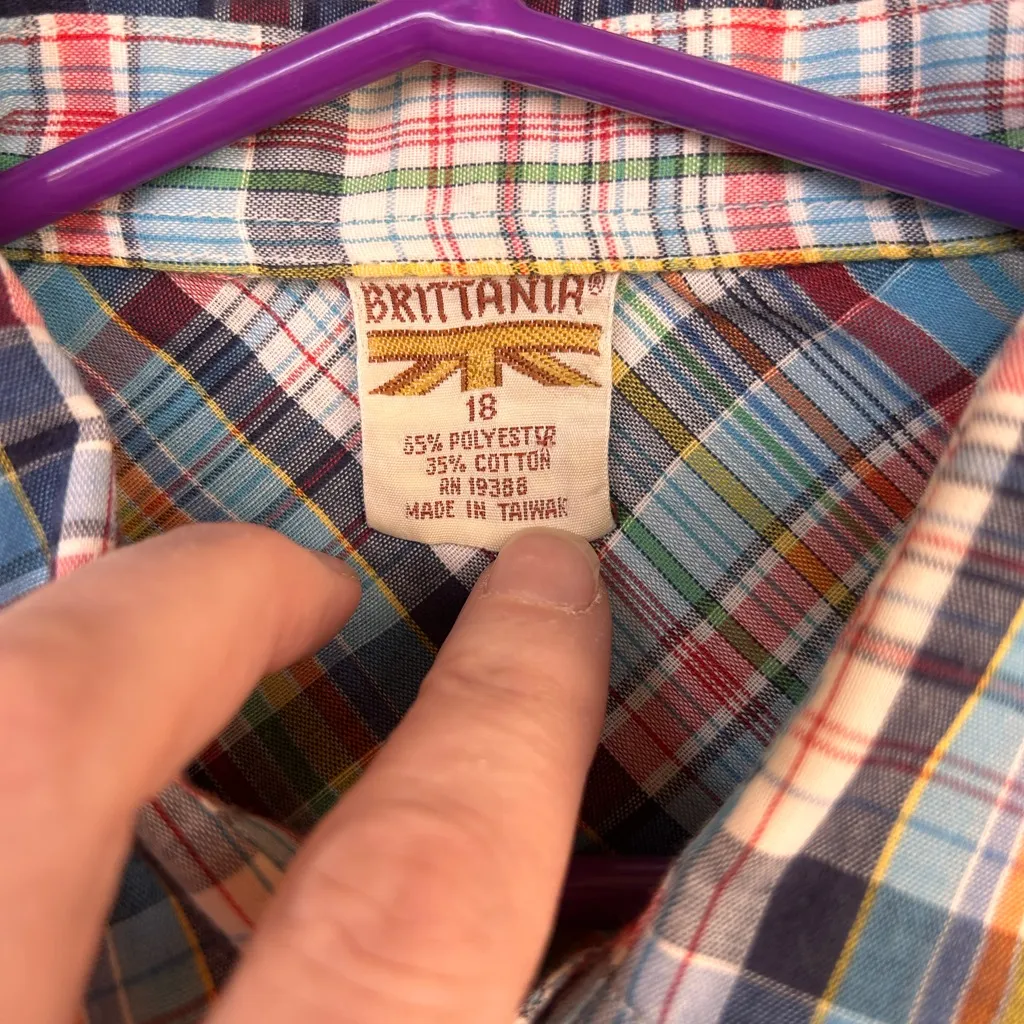 BRITTANIA®
18
65% POLYESTER
35% COTTON
RN 19388
MADE IN TAIWAN